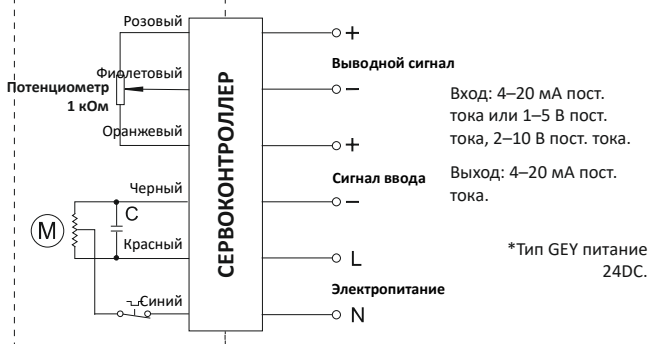 Розовый
+
Выводной сигнал
Фиолетовый
Потенциометр
1 кОм
–
Оранжевый
+
СЕРВОКОНТРОЛЛЕР
Вход: 4–20 мА пост.
тока или 1–5 В пост.
тока, 2–10 В пост. тока.
Выход: 4–20 мА пост.
тока.
Черный
Сигнал ввода
–
C
M
Красный
L
*Тип GEY питание
24DC.
Электропитание
Синий
N